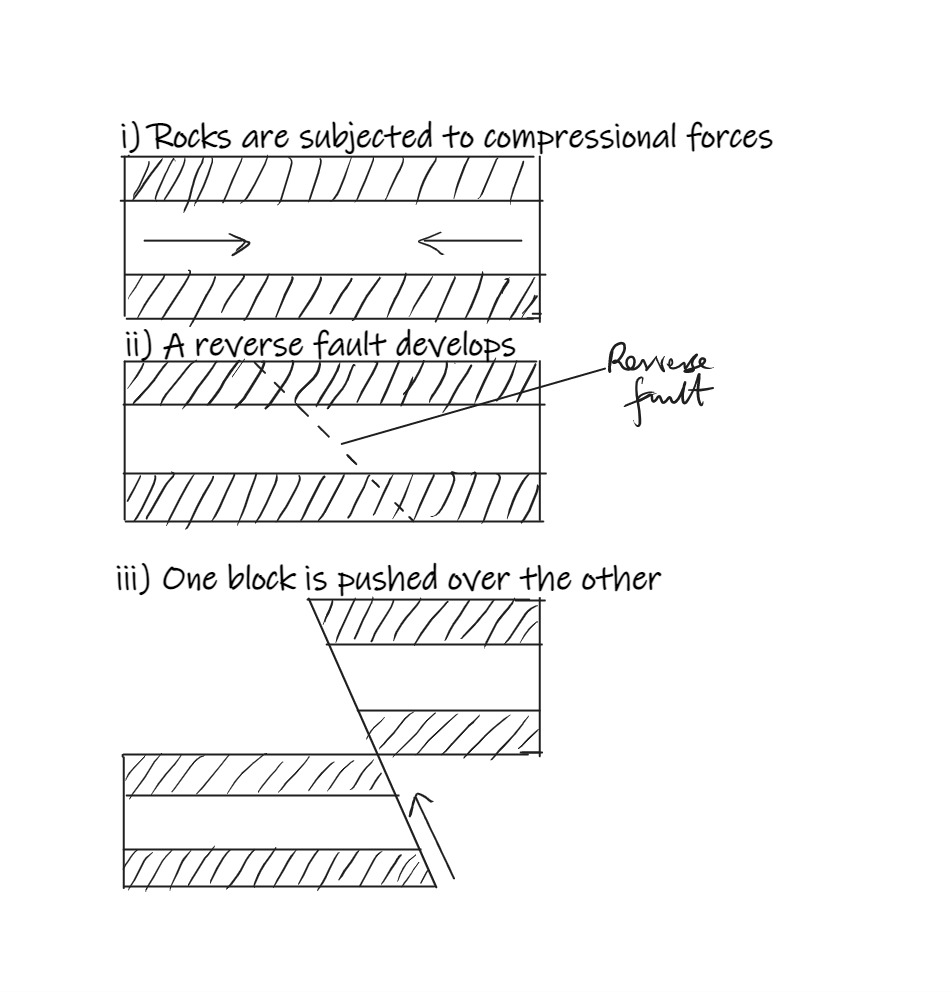 i) Rocks are subjected to compressional forces
ii) A reverse fault develops
Reverse
fault
iii) One block is pushed over the other